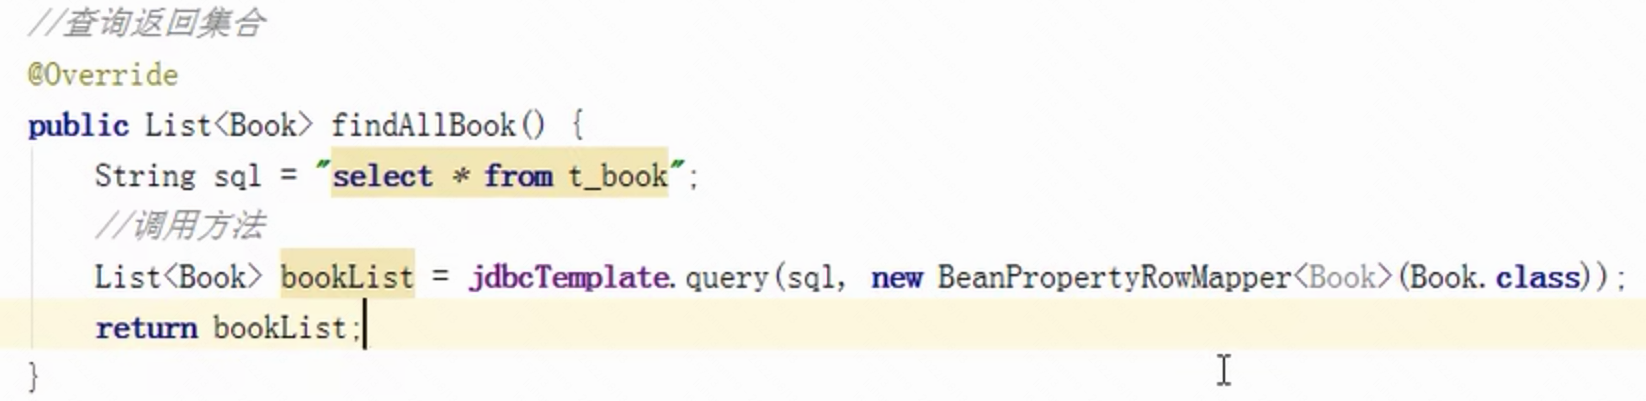 //查询返回集合
@Override
public List<Book> findAllBook() {
String sql = "select * from t_book";
//调用方法
List<Book> bookList = jdbcTemplate.query(sql, new BeanPropertyRowMapper<Book>(Book.class));
return bookList;
}